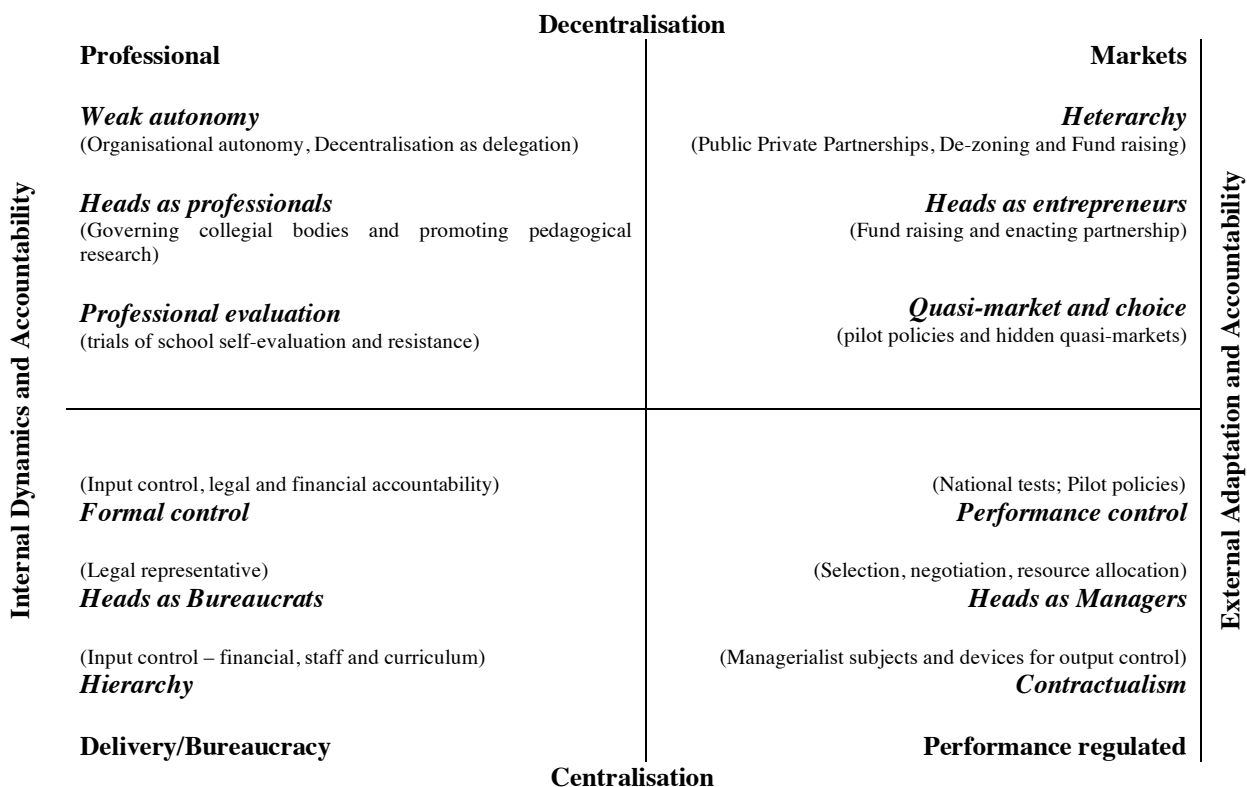 Decentralisation
Professional
Markets
Weak autonomy
(Organisational autonomy, Decentralisation as delegation)
Heterarchy
(Public Private Partnerships, De-zoning and Fund raising)
Heads as professionals
(Governing collegial bodies and promoting pedagogical
research)
Heads as entrepreneurs
(Fund raising and enacting partnership)
Professional evaluation
(trials of school self-evaluation and resistance)
Quasi-market and choice
(pilot policies and hidden quasi-markets)
Internal Dynamics and Accountability
External Adaptation and Accountability
(Input control, legal and financial accountability)
Formal control
(National tests; Pilot policies)
Performance control
(Legal representative)
Heads as Bureaucrats
(Selection, negotiation, resource allocation)
Heads as Managers
(Input control – financial, staff and curriculum)
Hierarchy
(Managerialist subjects and devices for output control)
Contractualism
Delivery/Bureaucracy
Performance regulated
Centralisation